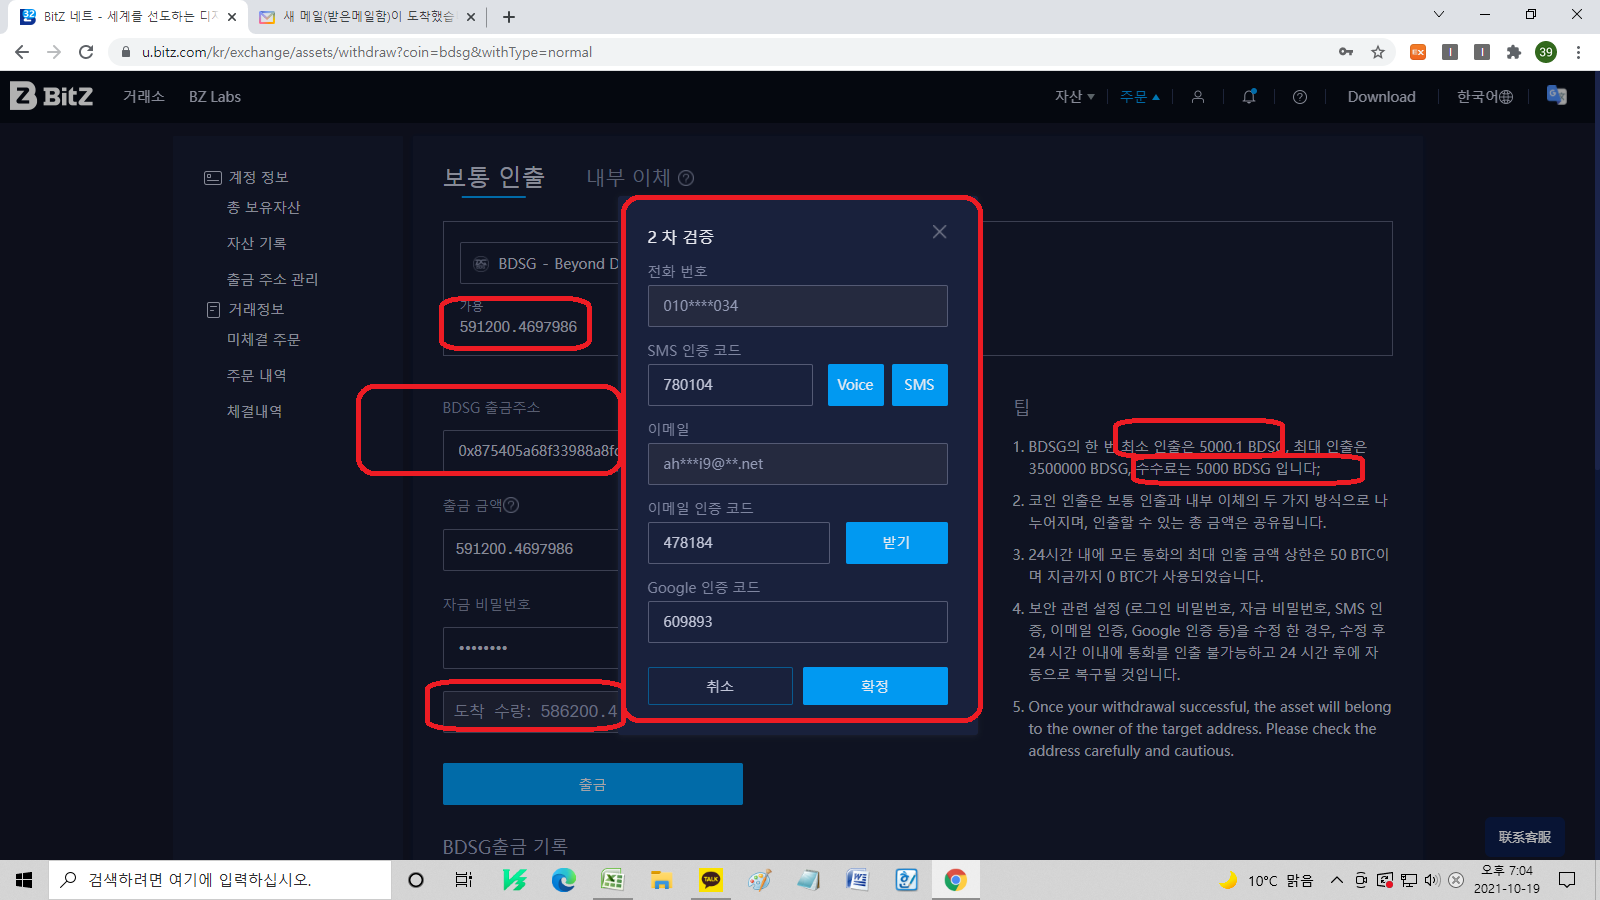 BitZ 네트 - 세계를 선도하는 디지
새 메일(받은메일함)이 도착했습
u.bitz.com/kr/exchange/assets/withdraw?coin=bdsg&withType=normal
39
BitZ
거래소
BZ Labs
자산
주문
Download
한국어
계정 정보
총 보유자산
자산 기록
출금 주소 관리
거래정보
미체결 주문
주문 내역
체결내역
보통 인출
내부 이체
BDSG - Beyond D
가용
591200.4697986
BDSG 출금주소
0x875405a68f33988a8fc
출금 금액
591200.4697986
자금 비밀번호
••••••••
도착 수량: 586200.4
출금
BDSG출금 기록
2 차 검증
전화 번호
010****034
SMS 인증 코드
780104
Voice
SMS
이메일
ah***i9@**.net
이메일 인증 코드
478184
받기
Google 인증 코드
609893
취소
확정
팁
1. BDSG의 한 번 최소 인출은 5000.1 BDSG, 최대 인출은
3500000 BDSG, 수수료는 5000 BDSG 입니다;
2. 코인 인출은 보통 인출과 내부 이체의 두 가지 방식으로 나
누어지며, 인출할 수 있는 총 금액은 공유됩니다.
3. 24시간 내에 모든 통화의 최대 인출 금액 상한은 50 BTC이
며 지금까지 0 BTC가 사용되었습니다.
4. 보안 관련 설정 (로그인 비밀번호, 자금 비밀번호, SMS 인
증, 이메일 인증, Google 인증 등)을 수정 한 경우, 수정 후
24 시간 이내에 통화를 인출 불가능하고 24 시간 후에 자
동으로 복구될 것입니다.
5. Once your withdrawal successful, the asset will belong
to the owner of the target address. Please check the
address carefully and cautious.
联系客服
검색하려면 여기에 입력하십시오.
TALK
10°C 맑음
오후 7:04
2021-10-19